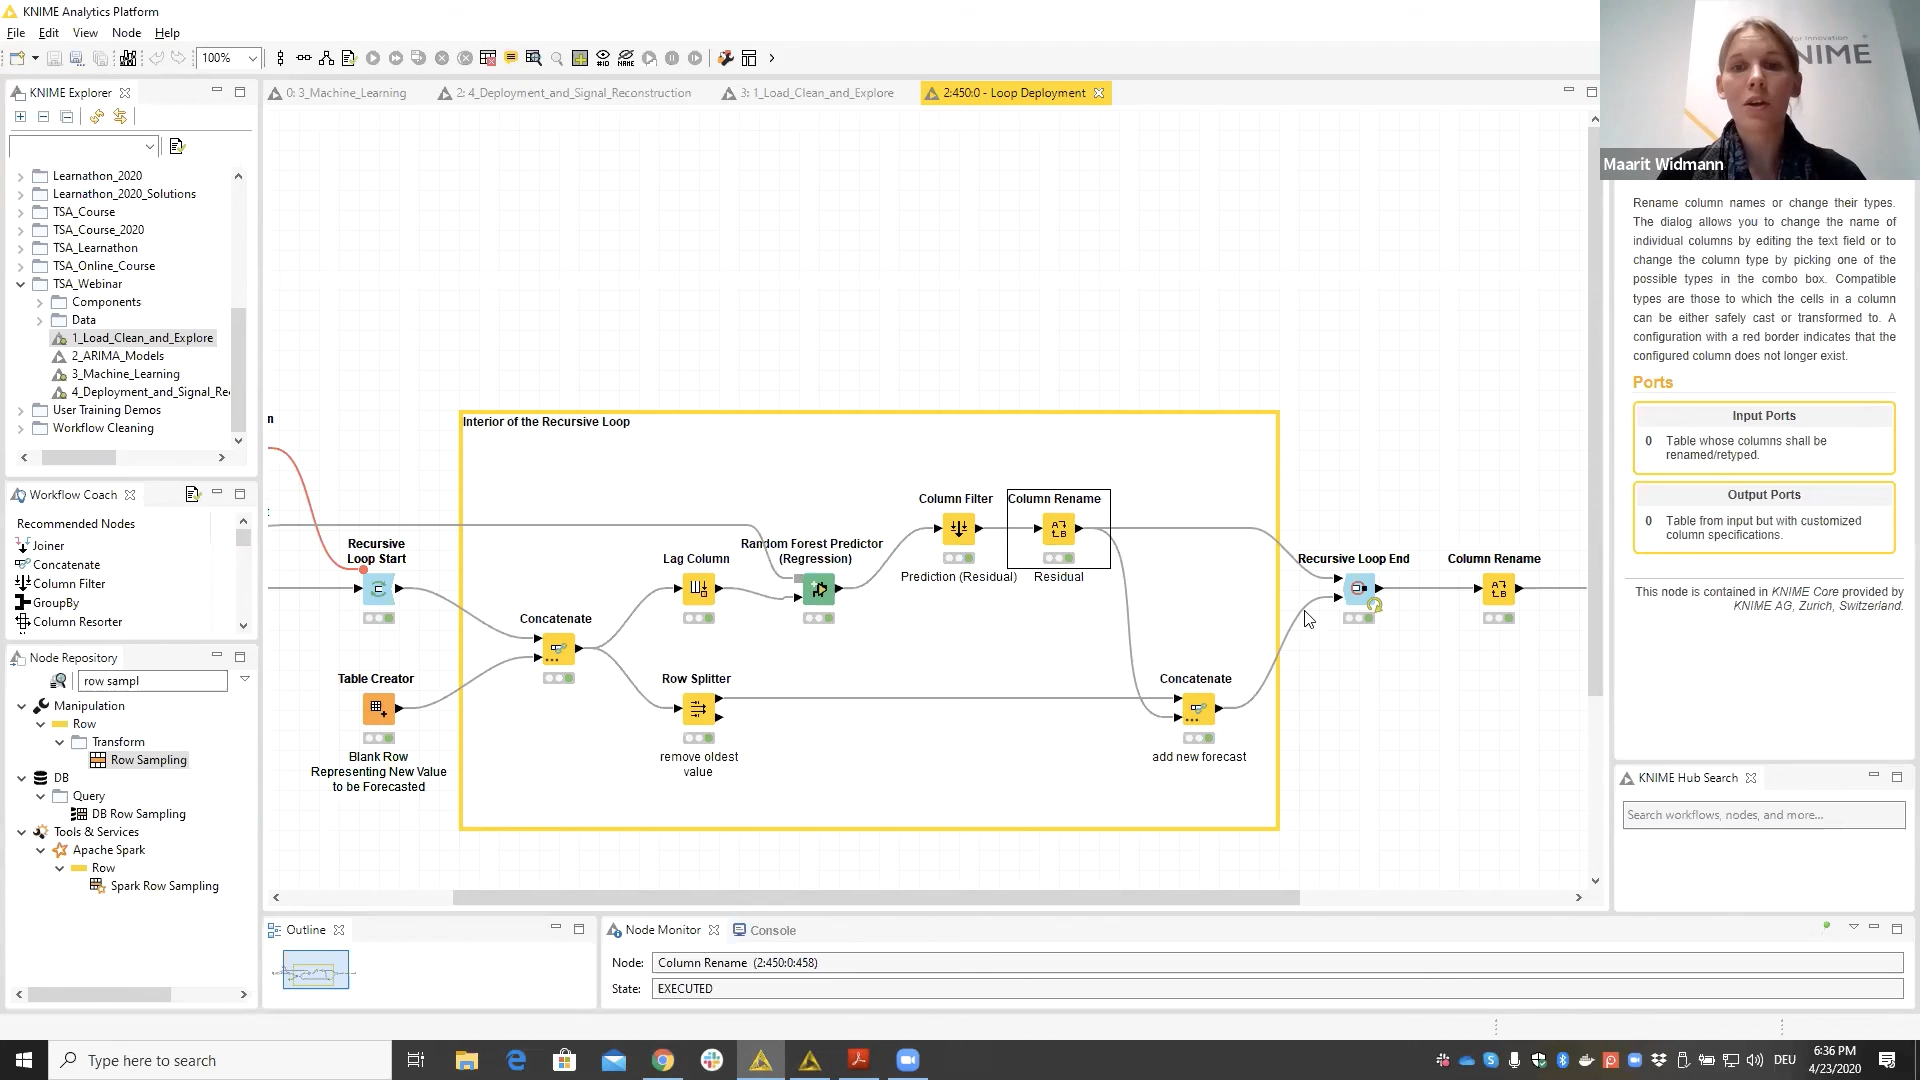 KNIME Analytics Platform
File Edit View Node Help
100%
KNIME Explorer
0: 3_Machine_Learning
2: 4_Deployment_and_Signal_Reconstruction
3: 1_Load_Clean_and_Explore
2:450:0 - Loop Deployment
for innovation
KNIME
Maarit Widmann
Learnathon_2020
Learnathon_2020_Solutions
TSA_Course
TSA_Course_2020
TSA_Learnathon
TSA_Online_Course
TSA_Webinar
Components
Data
1_Load_Clean_and_Explore
2_ARIMA_Models
3_Machine_Learning
4_Deployment_and_Signal_Re
User Training Demos
Workflow Cleaning
Workflow Coach
Recommended Nodes
Joiner
Concatenate
Column Filter
GroupBy
Column Resorter
Node Repository
row sampl
Manipulation
Row
Transform
Row Sampling
DB
Query
DB Row Sampling
Tools & Services
Apache Spark
Row
Spark Row Sampling
n
Interior of the Recursive Loop
Recursive
Loop Start
Table Creator
Blank Row
Representing New Value
to be Forecasted
Concatenate
Lag Column
Row Splitter
remove oldest
value
Random Forest Predictor
(Regression)
Column Filter
Prediction (Residual)
Column Rename
Residual
Concatenate
add new forecast
Recursive Loop End
Column Rename
Rename column names or change their types.
The dialog allows you to change the name of
individual columns by editing the text field or to
change the column type by picking one of the
possible types in the combo box. Compatible
types are those to which the cells in a column
can be either safely cast or transformed to. A
configuration with a red border indicates that the
configured column does not longer exist.
Ports
Input Ports
0 Table whose columns shall be
renamed/retyped.
Output Ports
0 Table from input but with customized
column specifications.
This node is contained in KNIME Core provided by
KNIME AG, Zurich, Switzerland.
KNIME Hub Search
Search workflows, nodes, and more...
Outline
Node Monitor
Console
Node: Column Rename (2:450:0:458)
State: EXECUTED
Type here to search
DEU
6:36 PM
4/23/2020